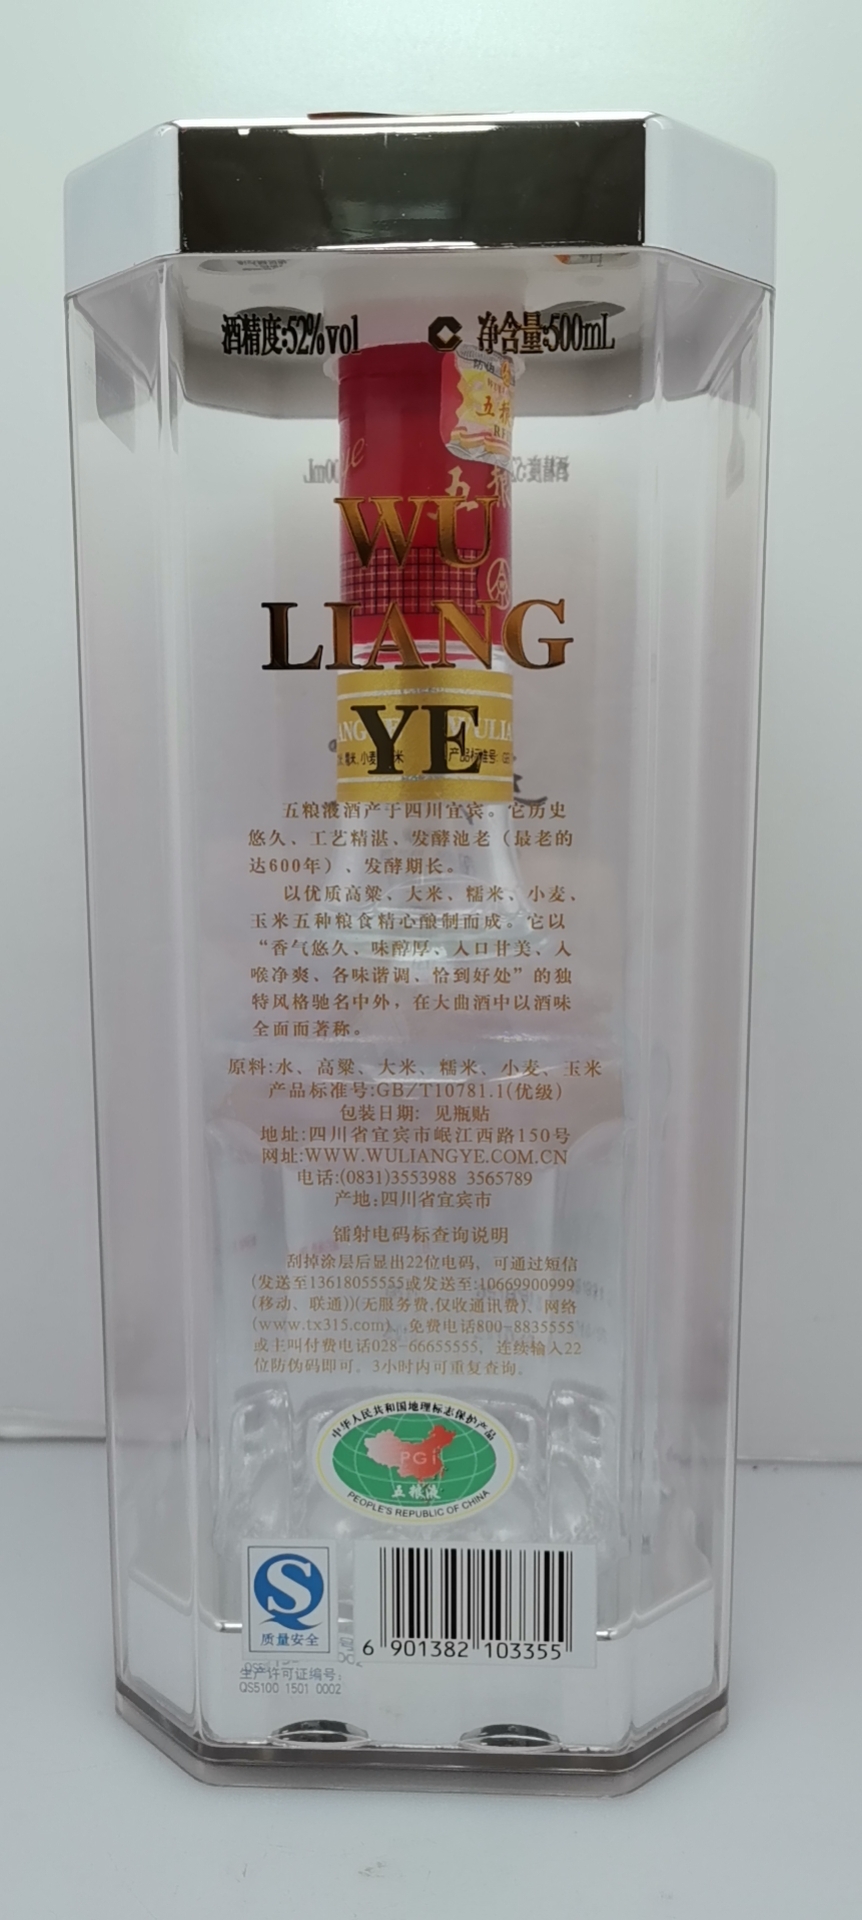 酒精度:52%vol 净含量:500mL
防伪
五粮
WU
LIANG
YE
产品标准号:
五粮液酒产于四川宜宾。它历史
悠久、工艺精湛、发酵池老（最老的
达600年）、发酵期长。
以优质高粱、大米、糯米、小麦、
玉米五种粮食精心酿制而成。它以
“香气悠久、味醇厚、入口甘美、入
喉净爽、各味谐调、恰到好处”的独
特风格驰名中外，在大曲酒中以酒味
全面而著称。
原料:水、高粱、大米、糯米、小麦、玉米
产品标准号:GB/T10781.1(优级)
包装日期: 见瓶贴
地址:四川省宜宾市岷江西路150号
网址:WWW.WULIANGYE.COM.CN
电话:(0831)3553988 3565789
产地:四川省宜宾市
镭射电码标查询说明
刮掉涂层后显出22位电码，可通过短信
(发送至13618055555或发送至:10669900999
(移动、联通))(无服务费,仅收通讯费)、网络
(www.tx315.com)、免费电话800-8835555
或主叫付费电话028-66655555，连续输入22
位防伪码即可。3小时内可重复查询。
中华人民共和国地理标志保护产品
PGi
五粮液
PEOPLE'S REPUBLIC OF CHINA
质量安全
6 901382 103355
生产许可证编号:
QS5100 1501 0002